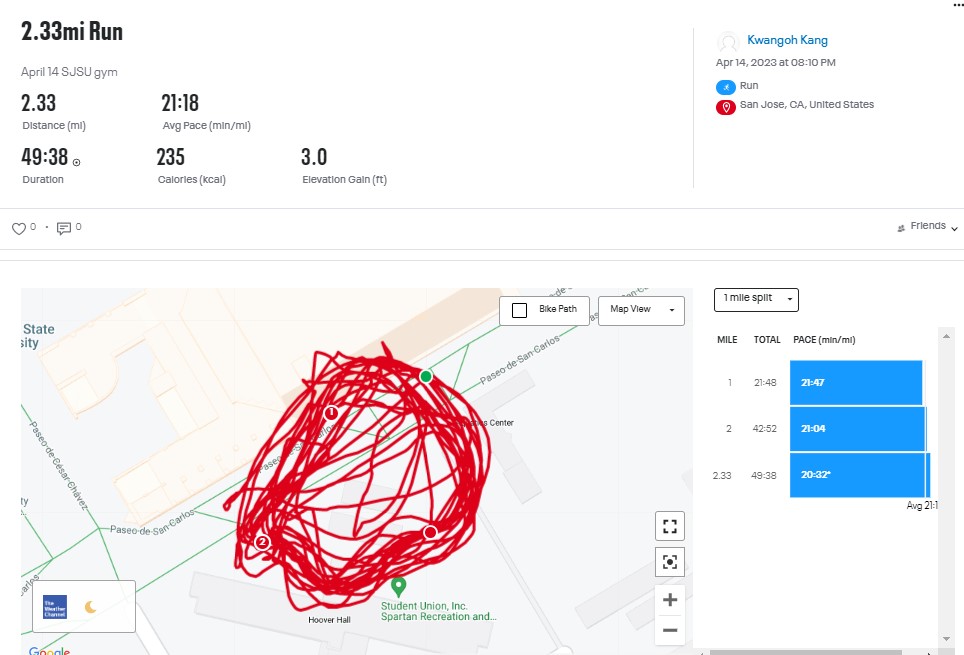 2.33mi Run
April 14 SJSU gym
2.33
Distance (mi)
21:18
Avg Pace (min/mi)
49:38
Duration
235
Calories (kcal)
3.0
Elevation Gain (ft)
Kwangoh Kang
Apr 14, 2023 at 08:10 PM
Run
San Jose, CA, United States
0
0
Friends
State
sity
Bike Path
Map View
Paseo-de-San-Carlos
Paseo-de-César-Chávez
Paseo-de-San-Carlos
Center
1
2
Student Union, Inc.
Spartan Recreation and...
Hoover Hall
The
Weather
Channel
Google
1 mile split
MILE TOTAL PACE (min/mi)
1 21:48 21:47
2 42:52 21:04
2.33 49:38 20:32*
Avg 21:1